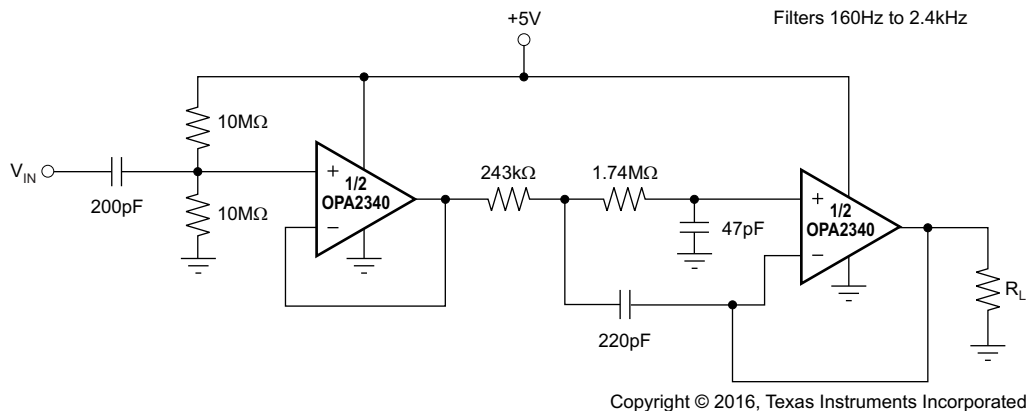 +5V
Filters 160Hz to 2.4kHz
10MΩ
V_IN
200pF
10MΩ
+
1/2
OPA2340
−
243kΩ
1.74MΩ
47pF
220pF
+
1/2
OPA2340
−
R_L
Copyright © 2016, Texas Instruments Incorporated